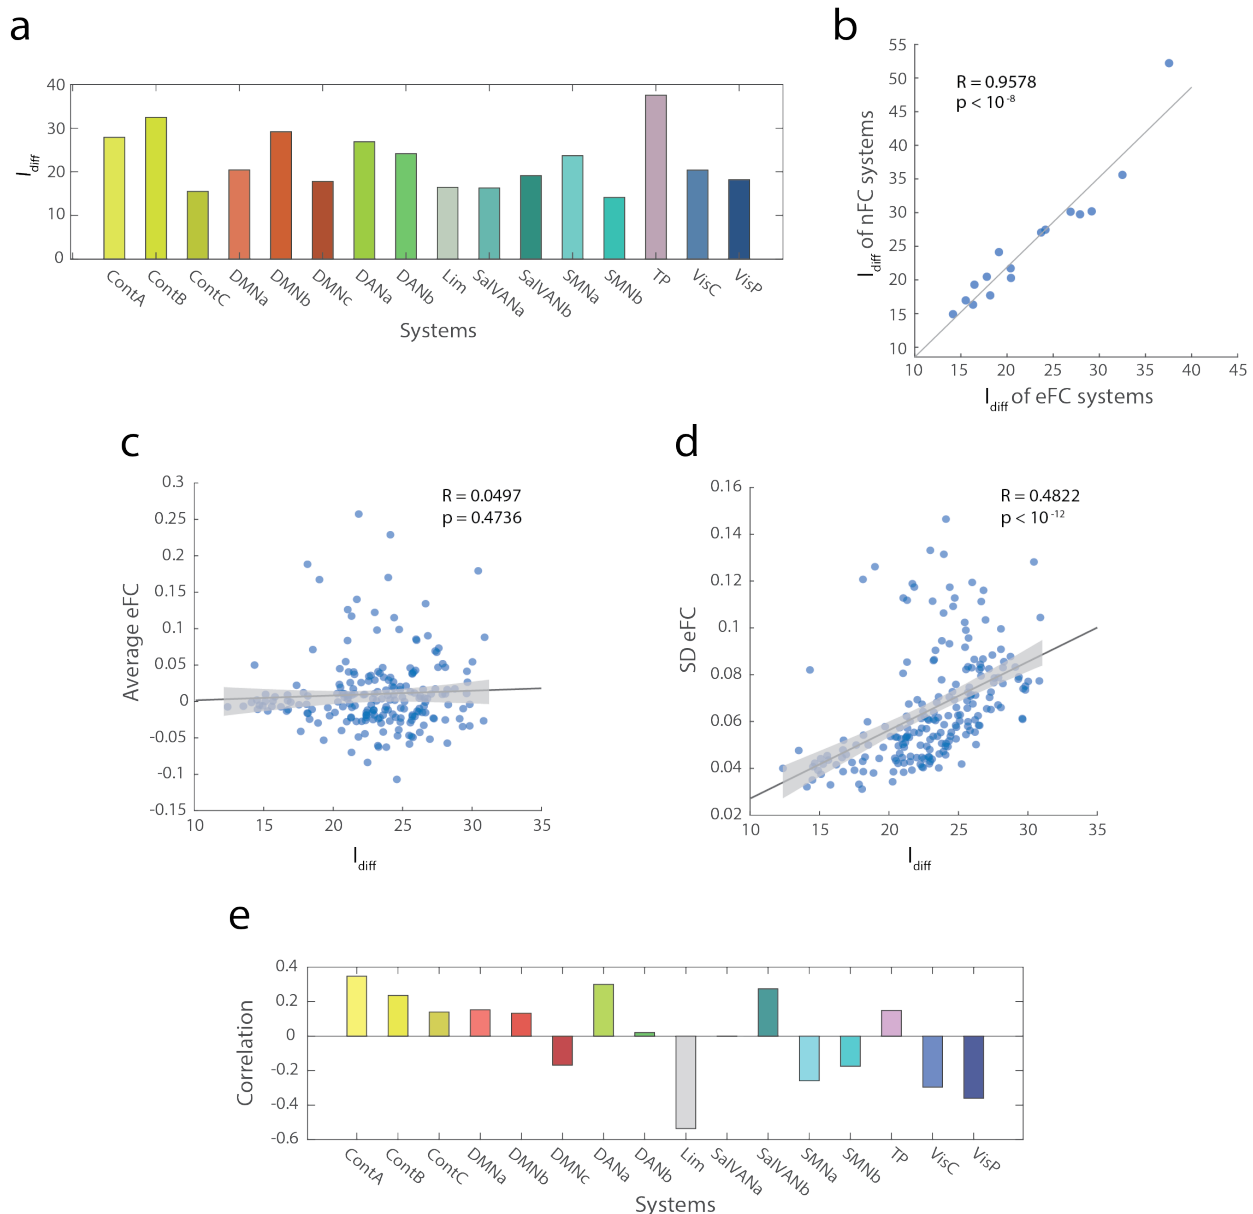 a
40
30
20
10
0
I diff
ContA
ContB
ContC
DMNa
DMNb
DMNc
DANa
DANb
Lim
SalVANa
SalVANb
SMNa
SMNb
TP
VisC
VisP
Systems
b
55
50
45
40
35
30
25
20
15
10
I diff of nFC systems
R = 0.9578
p < 10 -8
10 15 20 25 30 35 40 45
I diff of eFC systems
c
0.3
0.25
0.2
0.15
0.1
0.05
0
-0.05
-0.1
-0.15
Average eFC
R = 0.0497
p = 0.4736
10 15 20 25 30 35
I diff
d
0.16
0.14
0.12
0.1
0.08
0.06
0.04
0.02
SD eFC
R = 0.4822
p < 10 -12
10 15 20 25 30 35
I diff
e
0.4
0.2
0
-0.2
-0.4
-0.6
Correlation
ContA
ContB
ContC
DMNa
DMNb
DMNc
DANa
DANb
Lim
SalVANa
SalVANb
SMNa
SMNb
TP
VisC
VisP
Systems